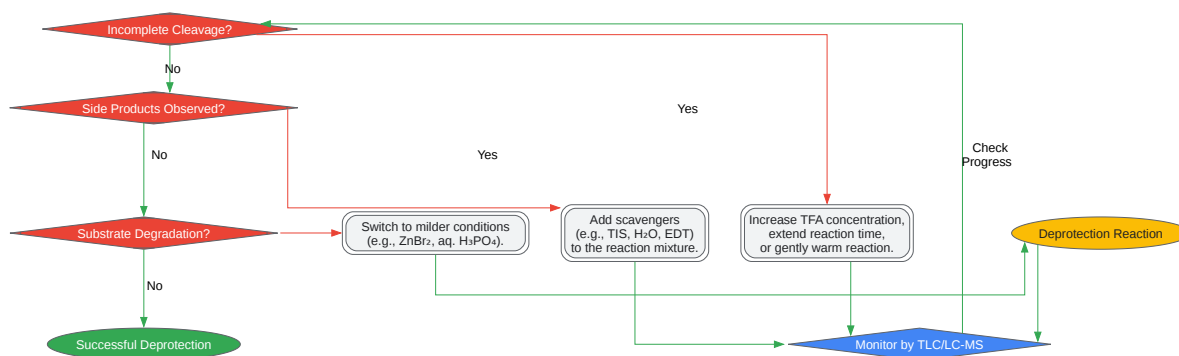 Incomplete Cleavage?
No
Side Products Observed?
Yes
No
Yes
Check
Progress
Substrate Degradation?
Switch to milder conditions
(e.g., ZnBr₂, aq. H₃PO₄).
Add scavengers
(e.g., TIS, H₂O, EDT)
to the reaction mixture.
Increase TFA concentration,
extend reaction time,
or gently warm reaction.
Deprotection Reaction
No
Successful Deprotection
Monitor by TLC/LC-MS